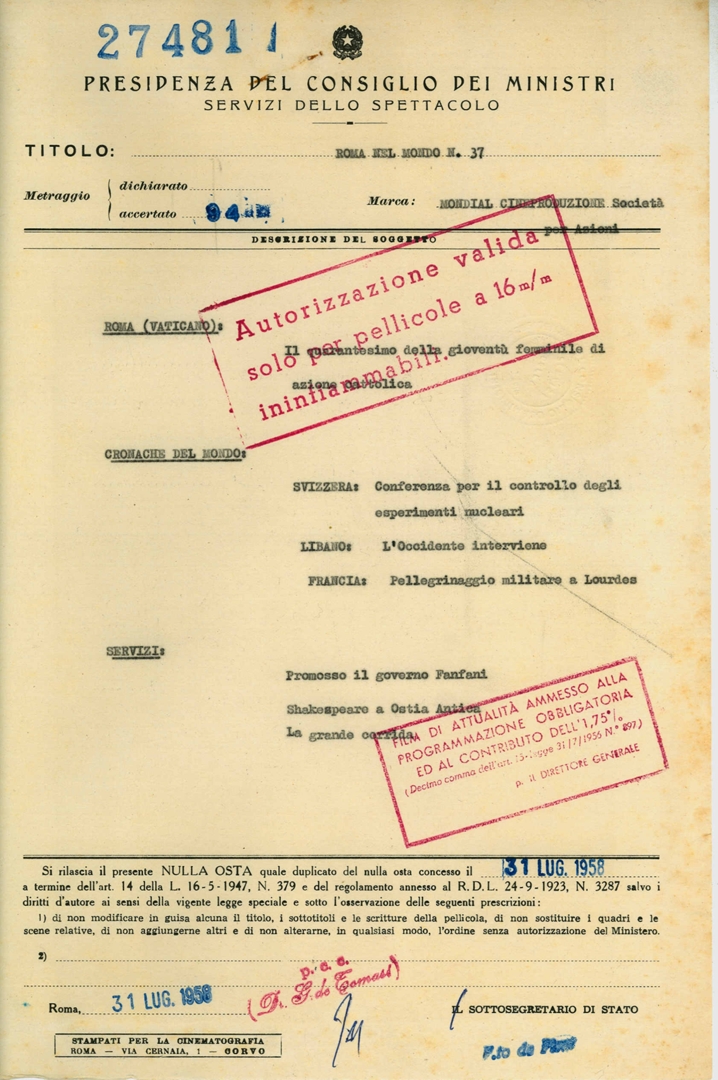 274811
PRESIDENZA DEL CONSIGLIO DEI MINISTRI
SERVIZI DELLO SPETTACOLO
TITOLO: ROMA NEL MONDO N. 37
Metraggio
dichiarato
accertato 94
Marca: MONDIAL CINEPRODUZIONE Società
per Azioni
DESCRIZIONE DEL SOGGETTO
Autorizzazione valida
solo per pellicole a 16 m/m
ininfiammabili.
ROMA (VATICANO):
Il quarantesimo della gioventù femminile di
azione cattolica
CRONACHE DEL MONDO:
SVIZZERA: Conferenza per il controllo degli
esperimenti nucleari
LIBANO: L'Occidente interviene
FRANCIA: Pellegrinaggio militare a Lourdes
SERVIZI:
Promosso il governo Fanfani
Shakespeare a Ostia Antica
La grande corrida
FILM DI ATTUALITÀ AMMESSO ALLA
PROGRAMMAZIONE OBBLIGATORIA
ED AL CONTRIBUTO DELL'1,75%
(Decimo comma dell'art. 15-legge 31/7/1956 N.° 897)
p. IL DIRETTORE GENERALE
Si rilascia il presente NULLA OSTA quale duplicato del nulla osta concesso il 31 LUG. 1958
a termine dell'art. 14 della L. 16-5-1947, N. 379 e del regolamento annesso al R.D.L. 24-9-1923, N. 3287 salvo i
diritti d'autore ai sensi della vigente legge speciale e sotto l'osservazione delle seguenti prescrizioni:
1) di non modificare in guisa alcuna il titolo, i sottotitoli e le scritture della pellicola, di non sostituire i quadri e le
scene relative, di non aggiungerne altri e di non alterarne, in qualsiasi modo, l'ordine senza autorizzazione del Ministero.
2)
p. c. c.
(Dr. G. de Tomasi)
Roma, 31 LUG. 1958
IL SOTTOSEGRETARIO DI STATO
STAMPATI PER LA CINEMATOGRAFIA
ROMA — VIA CERNAIA, 1 — CORVO
F.to de